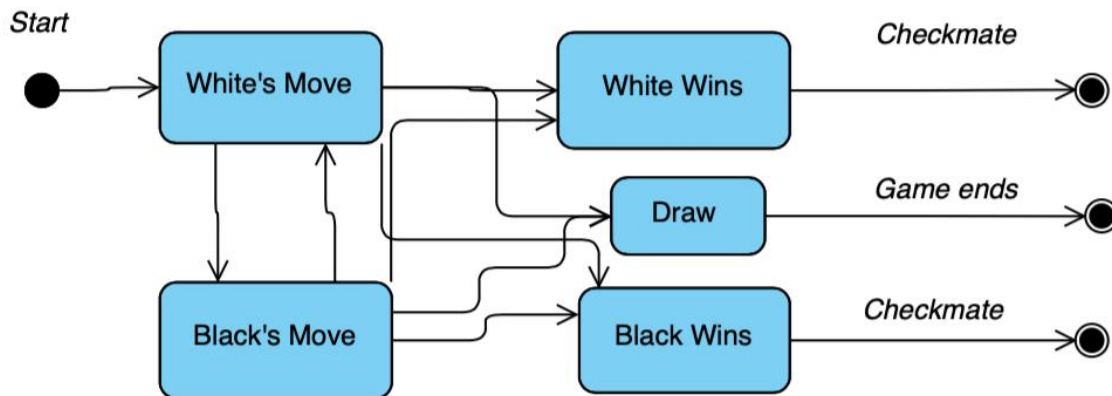 Start
White's Move
White Wins
Checkmate
Draw
Game ends
Black's Move
Black Wins
Checkmate